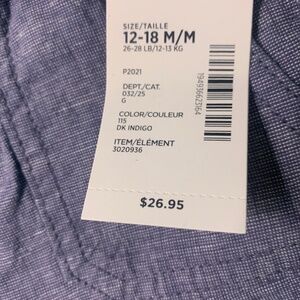 SIZE/TAILLE
12-18 M/M
26-28 LB/12-13 KG
P2021
DEPT./CAT.
D32/25
G
COLOR/COULEUR
115
DK INDIGO
ITEM/ÉLÉMENT
3020936
$26.95